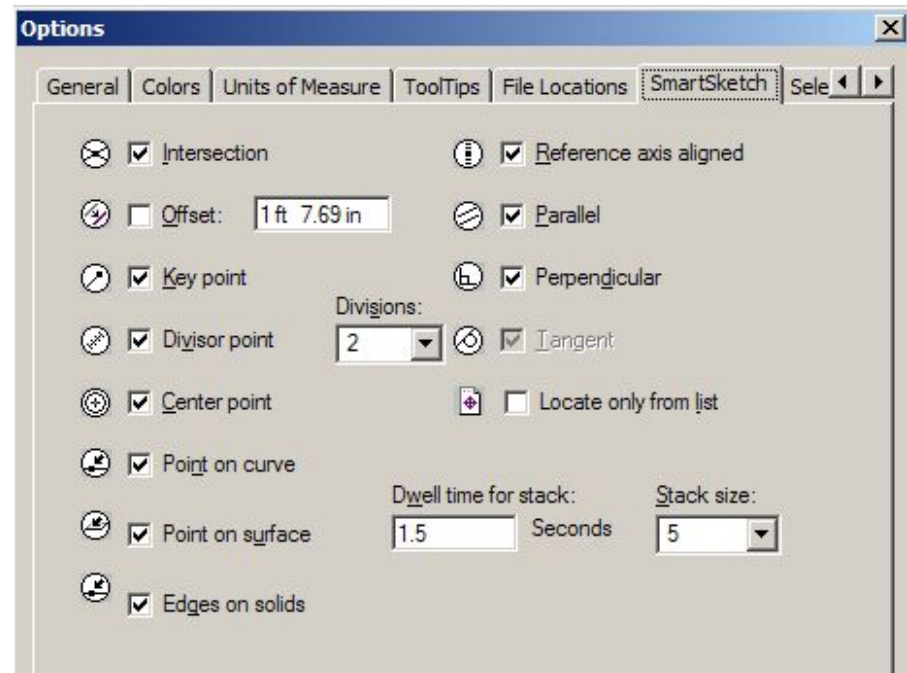 Options
General Colors Units of Measure ToolTips File Locations SmartSketch Sele
Intersection
Reference axis aligned
Offset: 1 ft 7.69 in
Parallel
Key point
Perpendicular
Divisions:
Divisor point
2
Tangent
Center point
Locate only from list
Point on curve
Dwell time for stack:
Stack size:
Point on surface
1.5 Seconds
5
Edges on solids